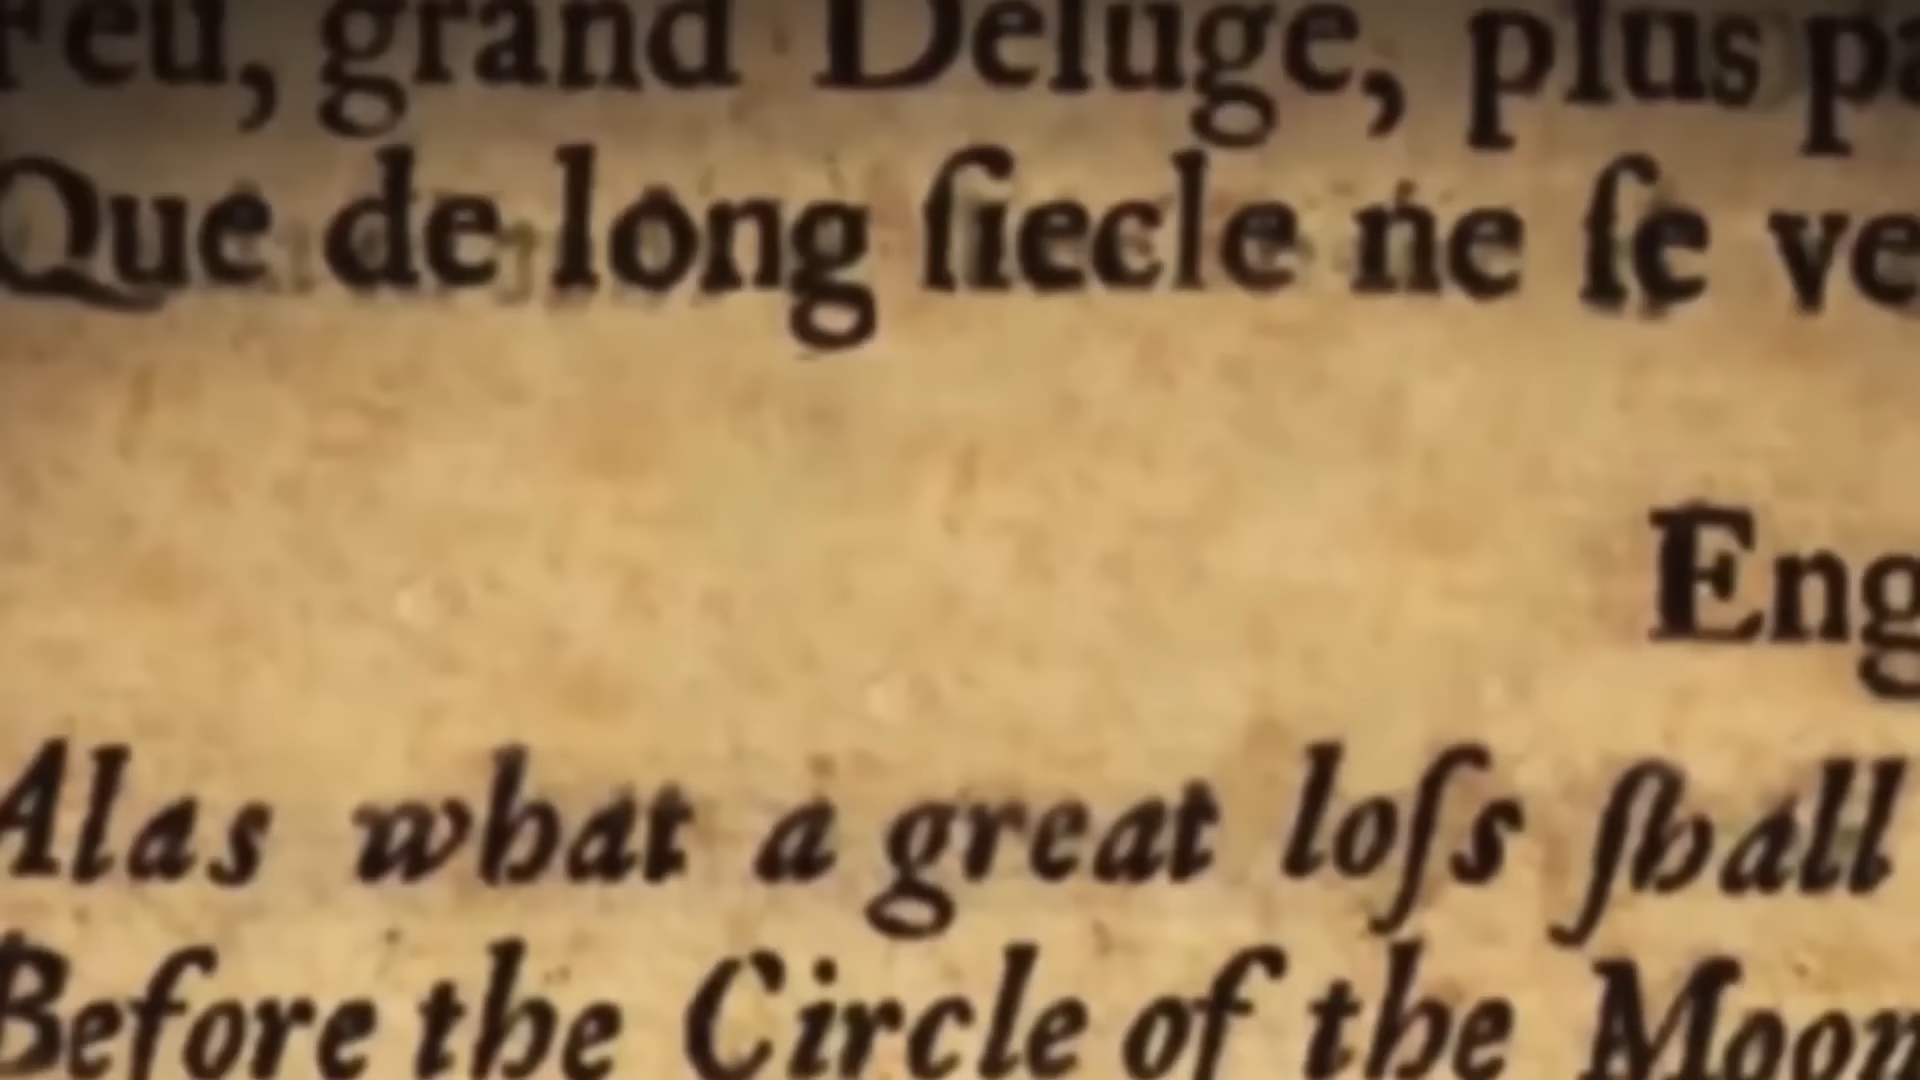 Feu, grand Deluge, plus pa
Que de long ſiecle ne ſe ve
Eng
Alas what a great loſs ſhall
Before the Circle of the Moon